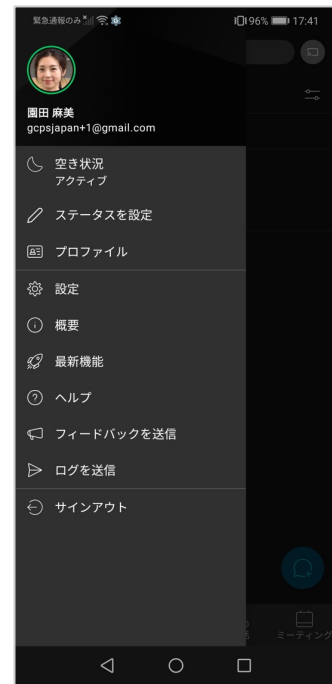 緊急通報のみ 96% 17:41
園田 麻美
gcpsjapan+1@gmail.com
空き状況
アクティブ
ステータスを設定
プロファイル
設定
概要
最新機能
ヘルプ
フィードバックを送信
ログを送信
サインアウト
ミーティング